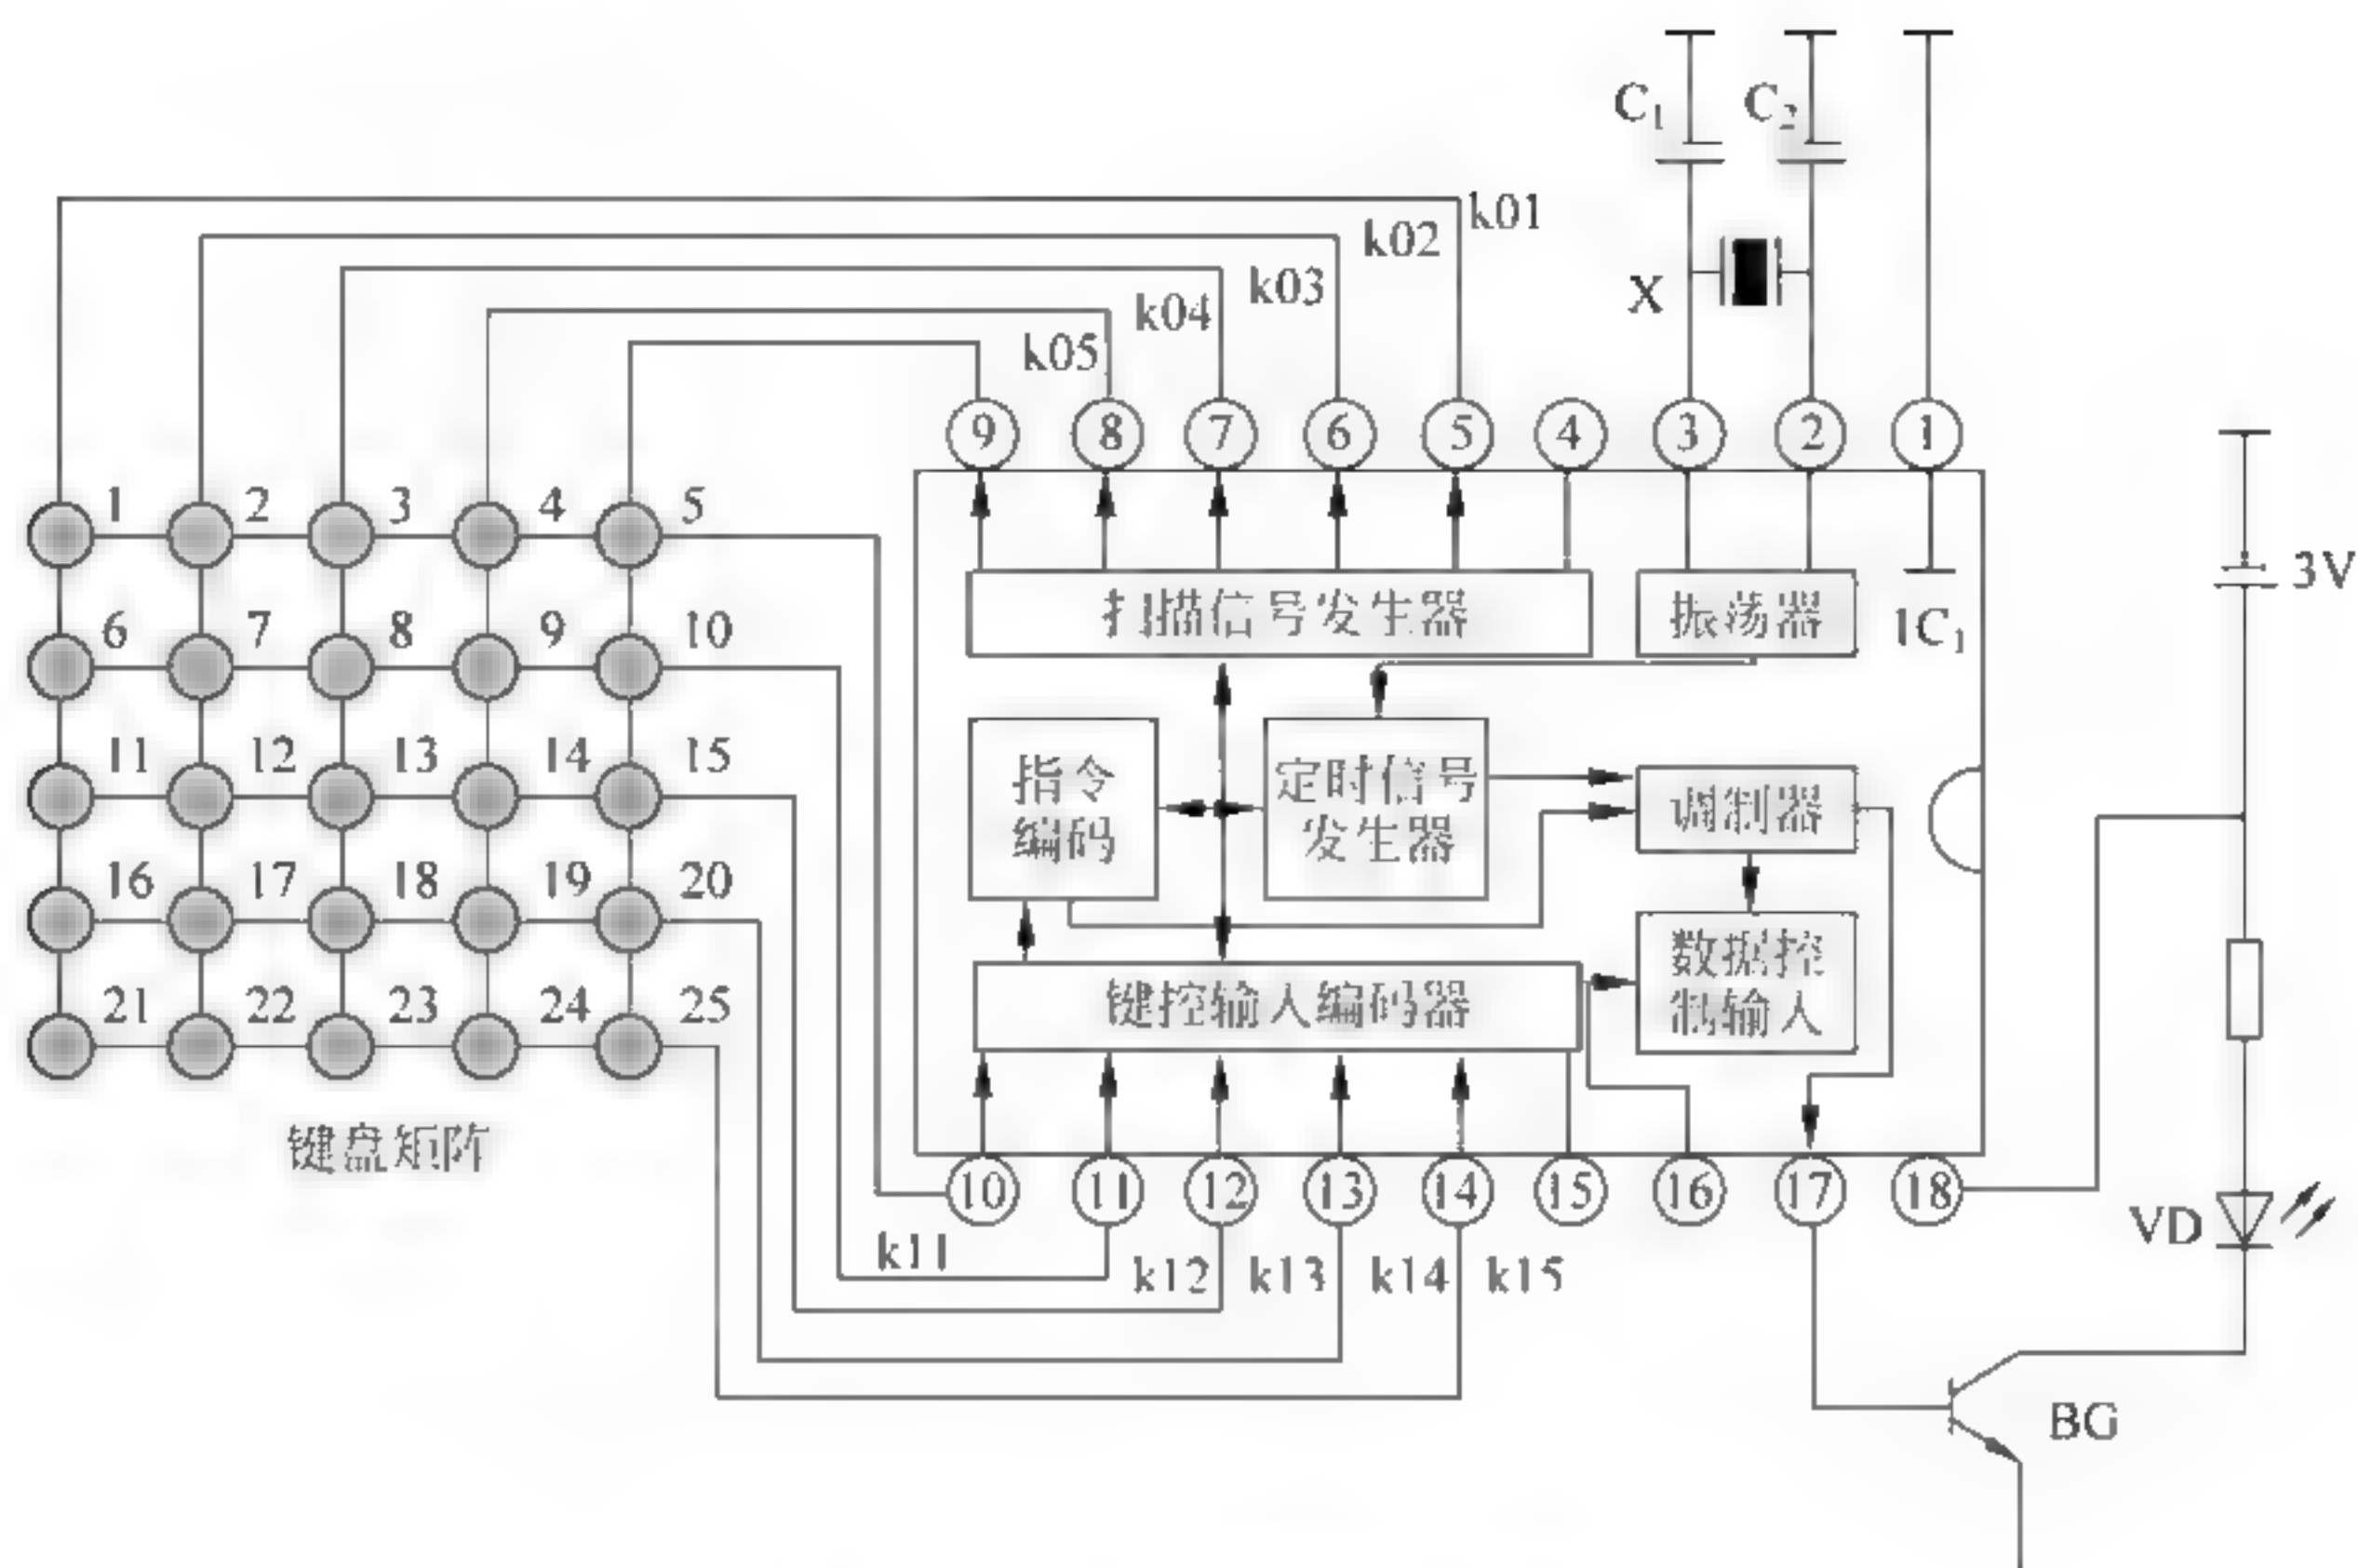 C1 C2
k01
k02
k03
k04
k05
X
9 8 7 6 5 4 3 2 1
3V
1 2 3 4 5
扫描信号发生器
振荡器
1C1
6 7 8 9 10
指令
编码
定时信号
发生器
调制器
11 12 13 14 15
16 17 18 19 20
数据控
制输入
键控输入编码器
21 22 23 24 25
键盘矩阵
10 11 12 13 14 15 16 17 18
k11 k12 k13 k14 k15
VD
BG